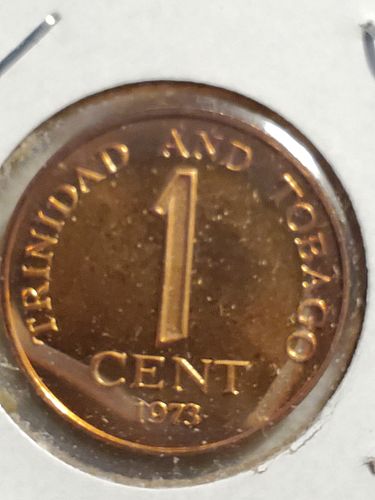 TRINIDAD AND TOBAGO
1
CENT
1973